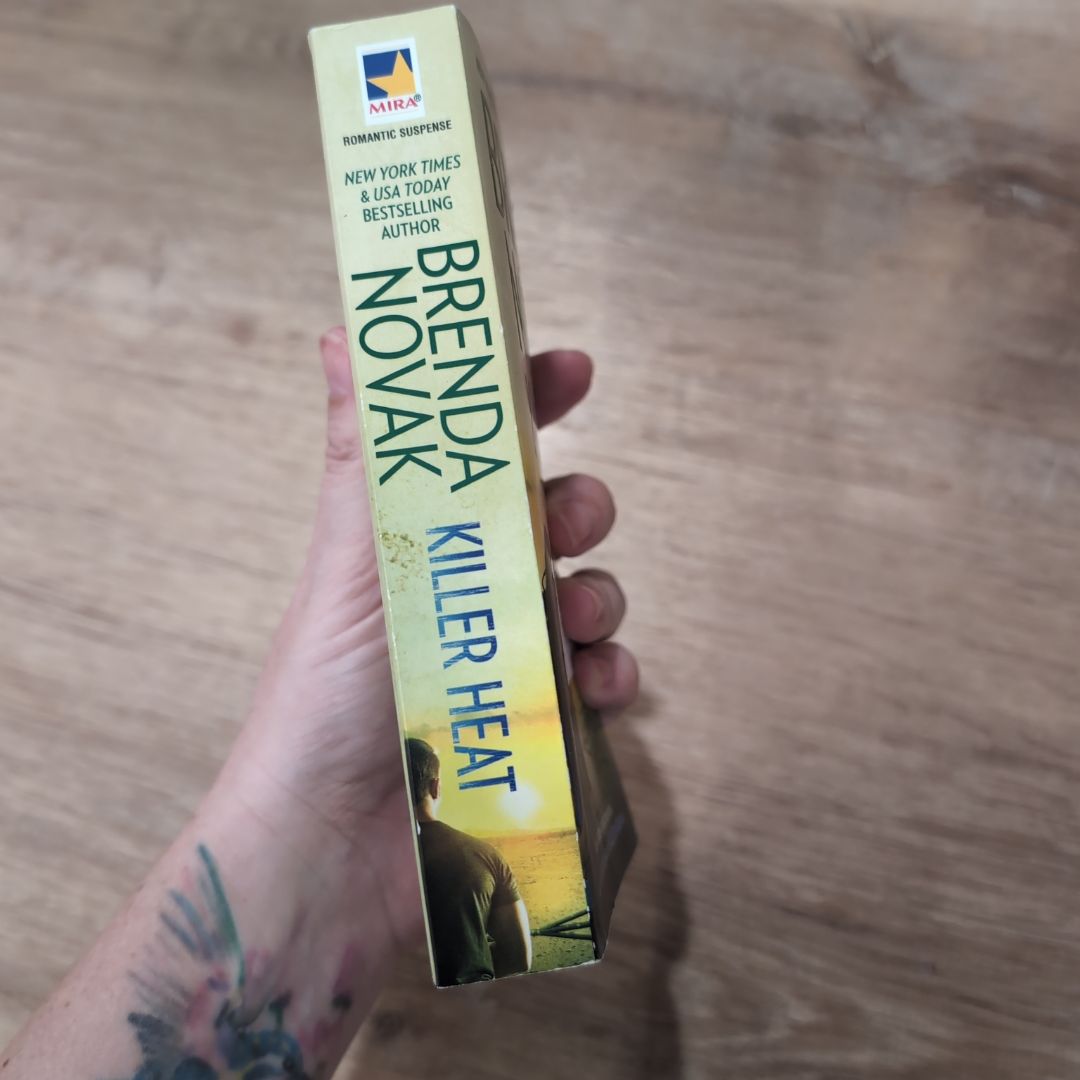 MIRA®
ROMANTIC SUSPENSE
NEW YORK TIMES
& USA TODAY
BESTSELLING
AUTHOR
BRENDA
NOVAK
KILLER HEAT